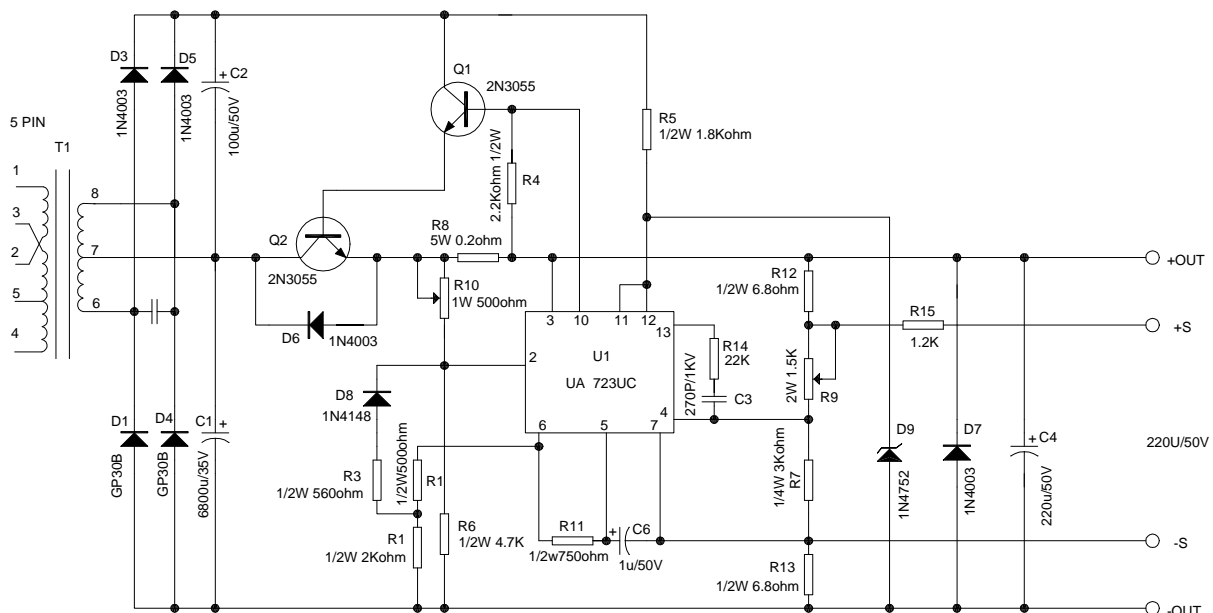 D3
1N4003
D5
1N4003
+
C2
100u/50V
5 PIN
T1
1
3
2
5
4
8
7
6
Q1
2N3055
2.2Kohm 1/2W
R4
R5
1/2W 1.8Kohm
Q2
2N3055
R8
5W 0.2ohm
+OUT
R10
1W 500ohm
R12
1/2W 6.8ohm
D6
1N4003
3
10
11
12
13
2
U1
UA 723UC
4
6
5
7
R14
22K
270P/1KV
C3
R15
1.2K
+S
2W 1.5K
R9
D8
1N4148
D1
GP30B
D4
GP30B
C1
+
6800u/35V
R3
1/2W 560ohm
1/2W500ohm
R1
1/4W 3Kohm
R7
D9
1N4752
D7
1N4003
+
C4
220u/50V
220U/50V
R1
1/2W 2Kohm
R6
1/2W 4.7K
R11
1/2w750ohm
+
C6
1u/50V
R13
1/2W 6.8ohm
-S
-OUT